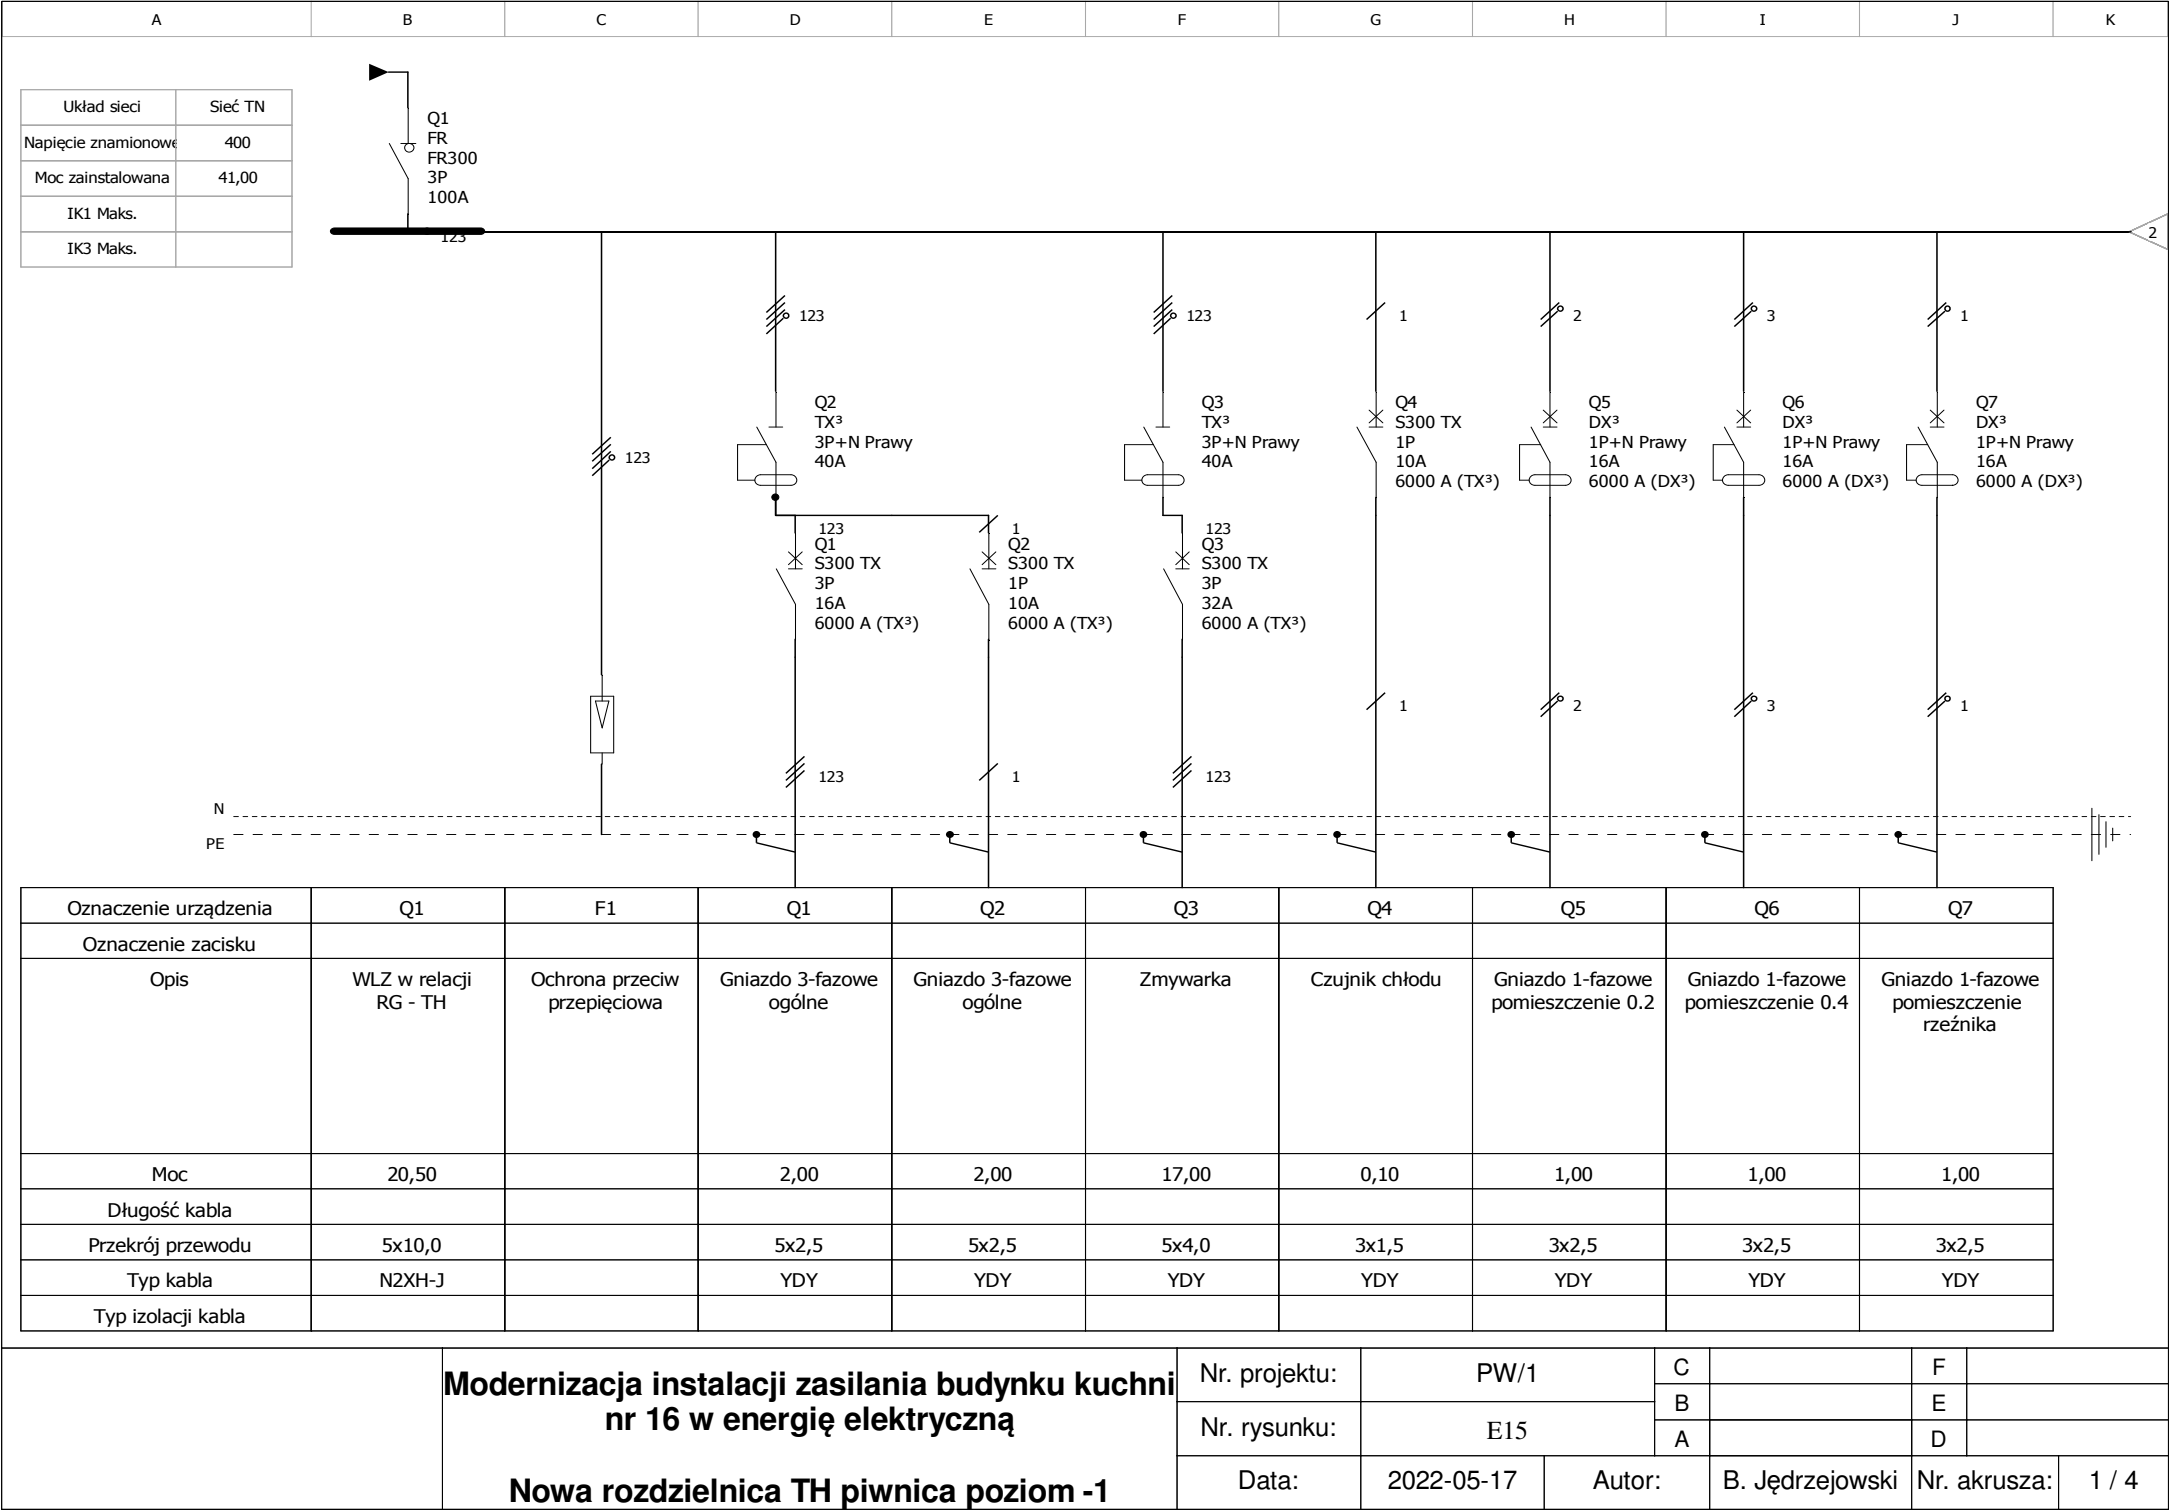 A B C D E F G H I J K
Układ sieci Sieć TN
Napięcie znamionowe 400
Moc zainstalowana 41,00
IK1 Maks.
IK3 Maks.
Q1
FR
FR300
3P
100A
123
2
123 123 1 2 3 1
123
Q2
TX³
3P+N Prawy
40A
Q3
TX³
3P+N Prawy
40A
Q4
S300 TX
1P
10A
6000 A (TX³)
Q5
DX³
1P+N Prawy
16A
6000 A (DX³)
Q6
DX³
1P+N Prawy
16A
6000 A (DX³)
Q7
DX³
1P+N Prawy
16A
6000 A (DX³)
123
Q1
S300 TX
3P
16A
6000 A (TX³)
1
Q2
S300 TX
1P
10A
6000 A (TX³)
123
Q3
S300 TX
3P
32A
6000 A (TX³)
1 2 3 1
123 1 123
N
PE
Oznaczenie urządzenia Q1 F1 Q1 Q2 Q3 Q4 Q5 Q6 Q7
Oznaczenie zacisku
Opis WLZ w relacji Ochrona przeciw Gniazdo 3-fazowe Gniazdo 3-fazowe Zmywarka Czujnik chłodu Gniazdo 1-fazowe Gniazdo 1-fazowe Gniazdo 1-fazowe
RG - TH przepięciowa ogólne ogólne pomieszczenie 0.2 pomieszczenie 0.4 pomieszczenie
rzeźnika
Moc 20,50 2,00 2,00 17,00 0,10 1,00 1,00 1,00
Długość kabla
Przekrój przewodu 5x10,0 5x2,5 5x2,5 5x4,0 3x1,5 3x2,5 3x2,5 3x2,5
Typ kabla N2XH-J YDY YDY YDY YDY YDY YDY YDY
Typ izolacji kabla
Modernizacja instalacji zasilania budynku kuchni
nr 16 w energię elektryczną
Nowa rozdzielnica TH piwnica poziom -1
Nr. projektu: PW/1 C F
B E
Nr. rysunku: E15 A D
Data: 2022-05-17 Autor: B. Jędrzejowski Nr. akrusza: 1 / 4